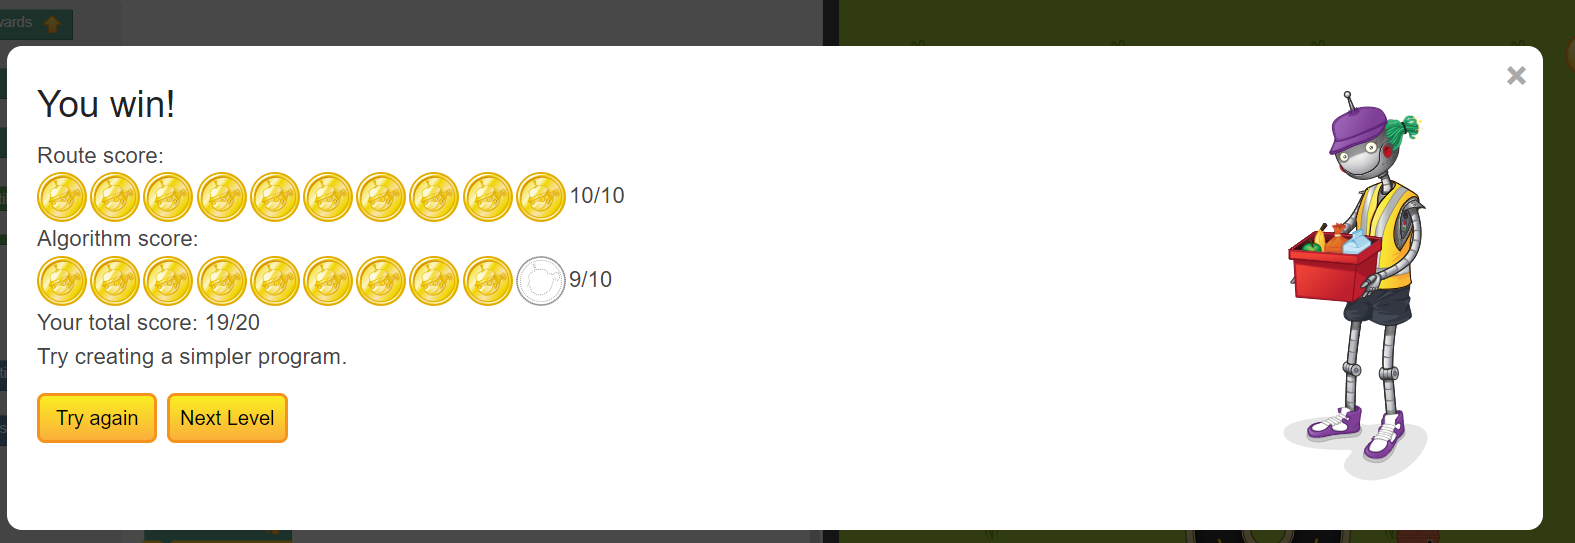 wards
You win!
Route score:
10/10
Algorithm score:
9/10
Your total score: 19/20
Try creating a simpler program.
Try again
Next Level